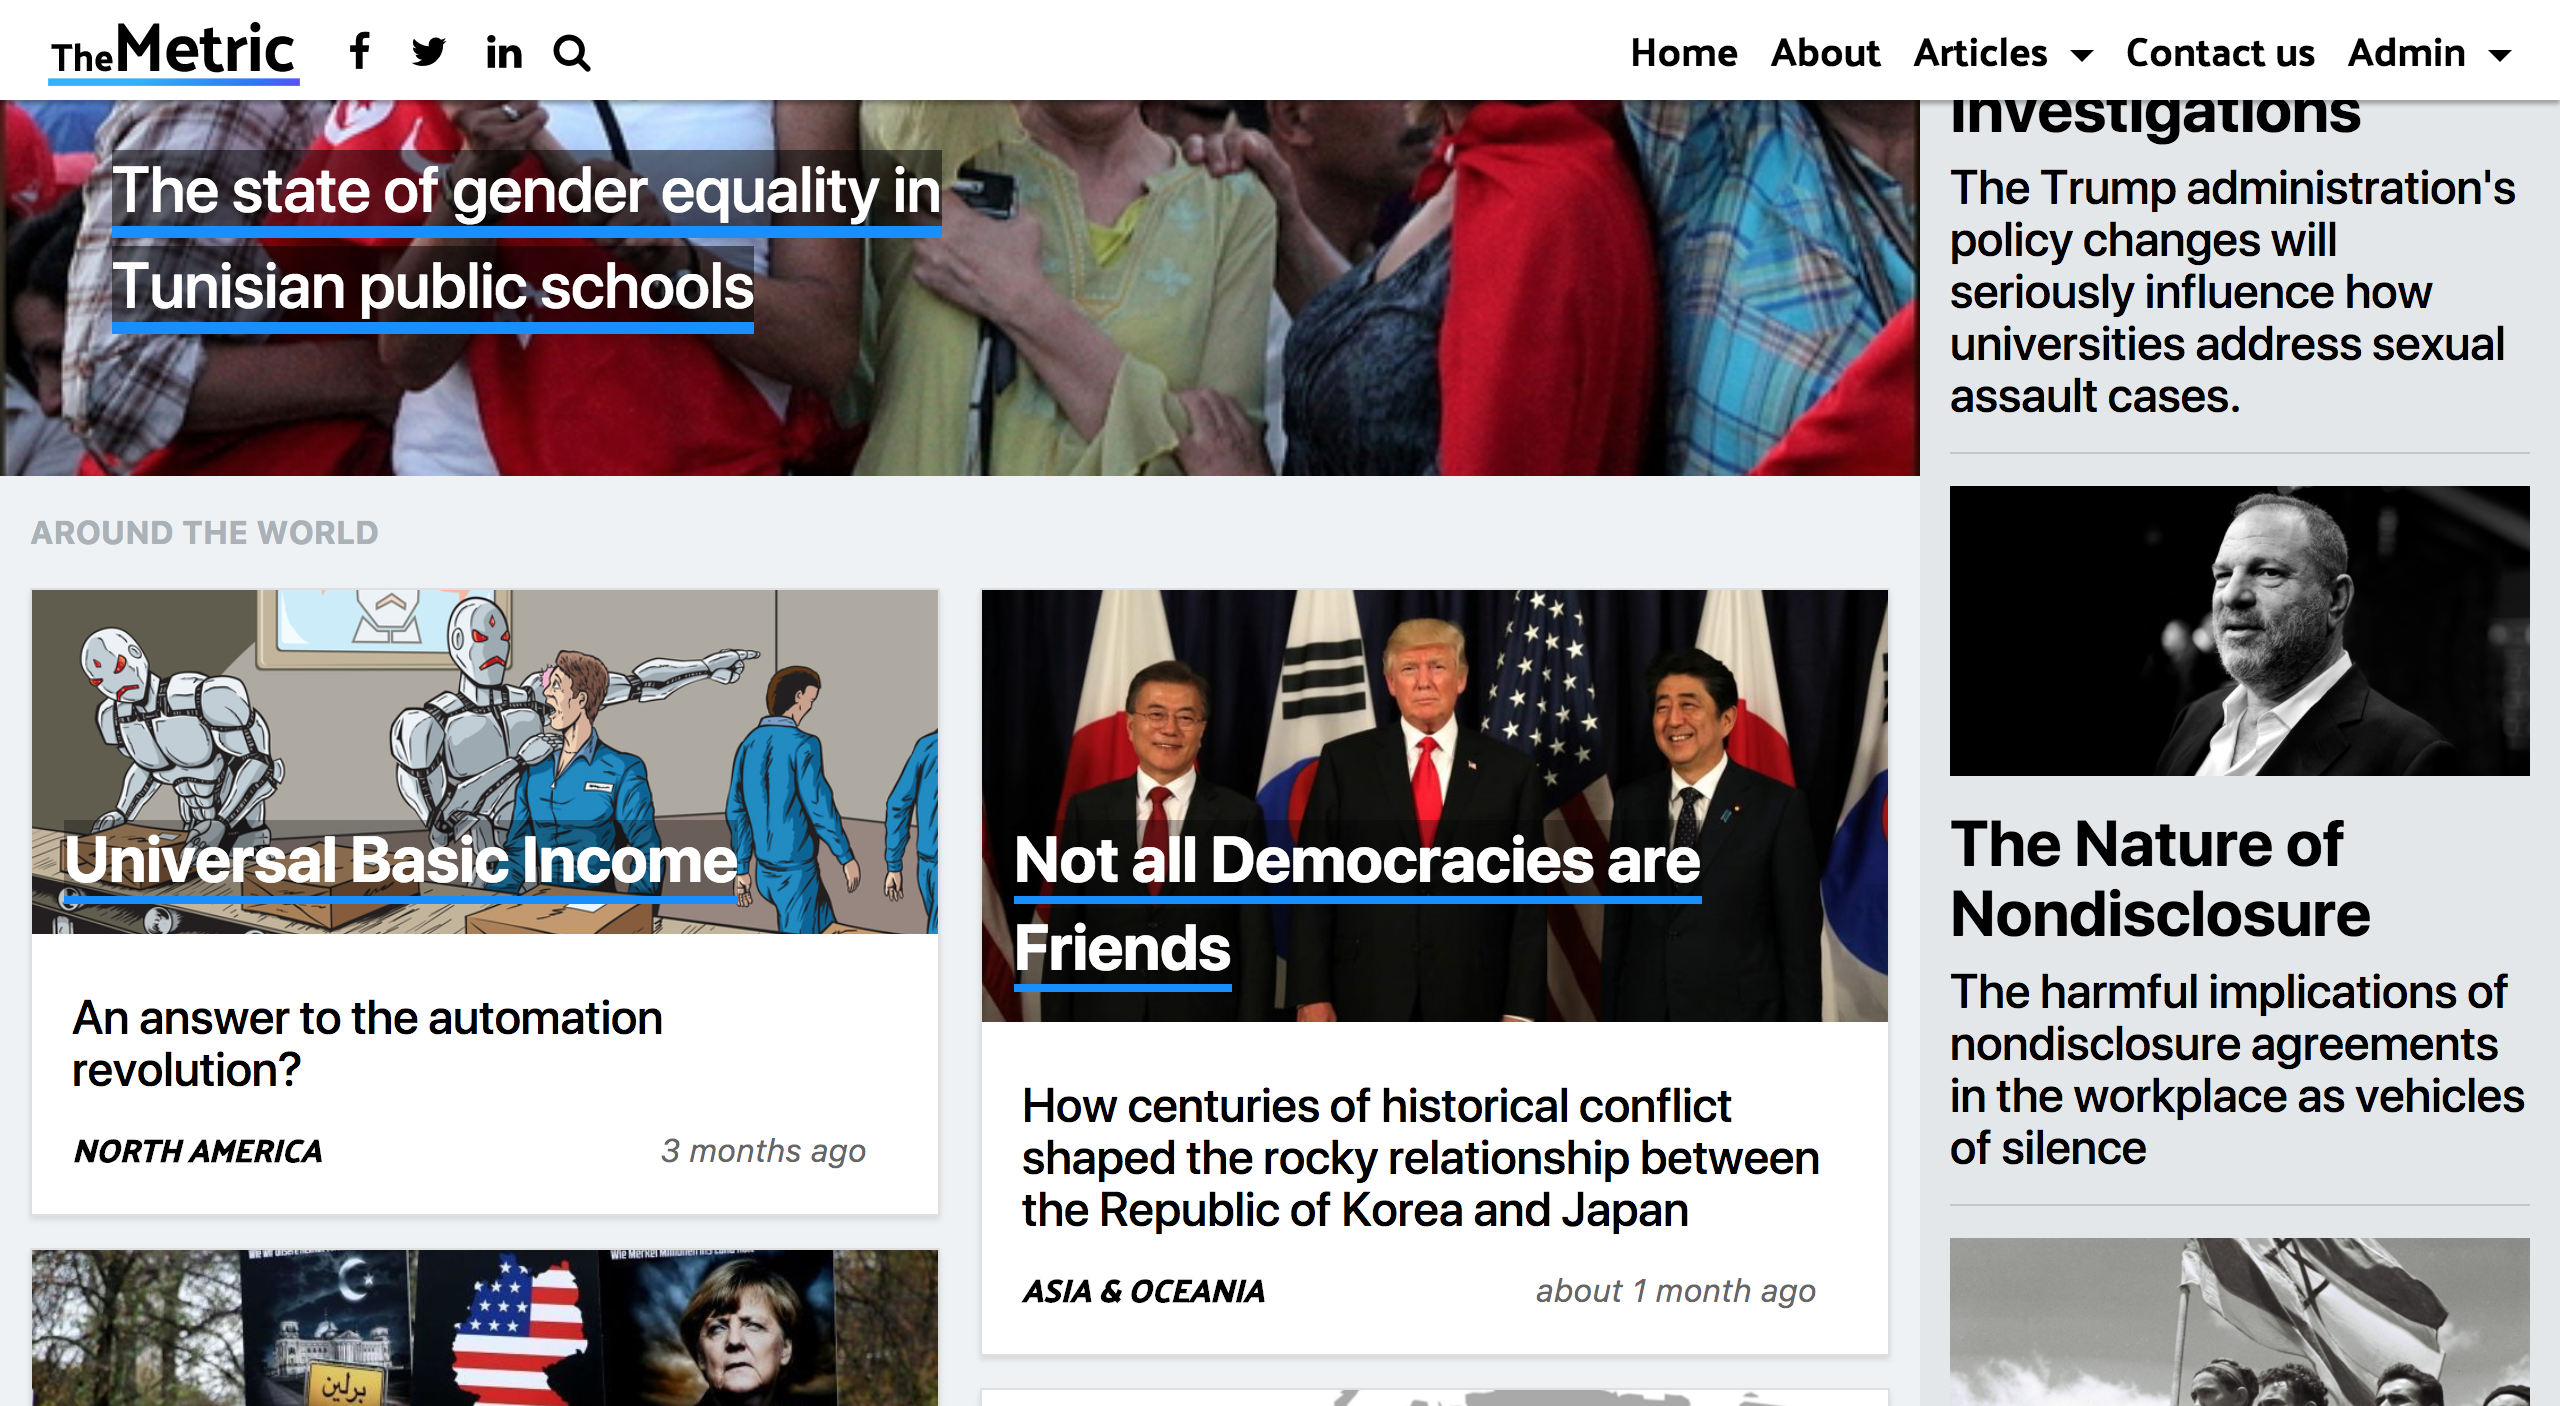 TheMetric
Home About Articles Contact us Admin
The state of gender equality in
Tunisian public schools
AROUND THE WORLD
Universal Basic Income
An answer to the automation
revolution?
NORTH AMERICA 3 months ago
برلين
Not all Democracies are
Friends
How centuries of historical conflict
shaped the rocky relationship between
the Republic of Korea and Japan
ASIA & OCEANIA about 1 month ago
Investigations
The Trump administration's
policy changes will
seriously influence how
universities address sexual
assault cases.
The Nature of
Nondisclosure
The harmful implications of
nondisclosure agreements
in the workplace as vehicles
of silence